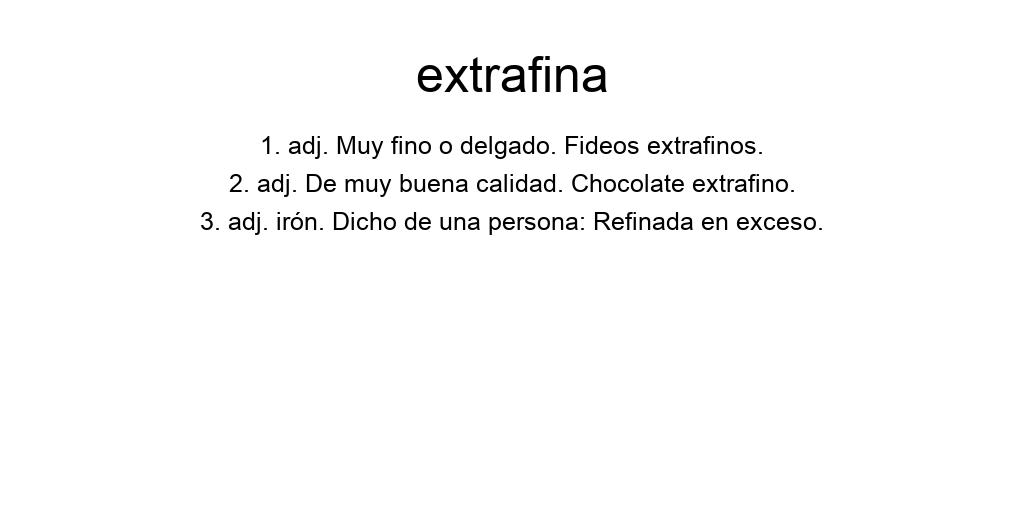 extrafina
1. adj. Muy fino o delgado. Fideos extrafinos.
2. adj. De muy buena calidad. Chocolate extrafino.
3. adj. irón. Dicho de una persona: Refinada en exceso.